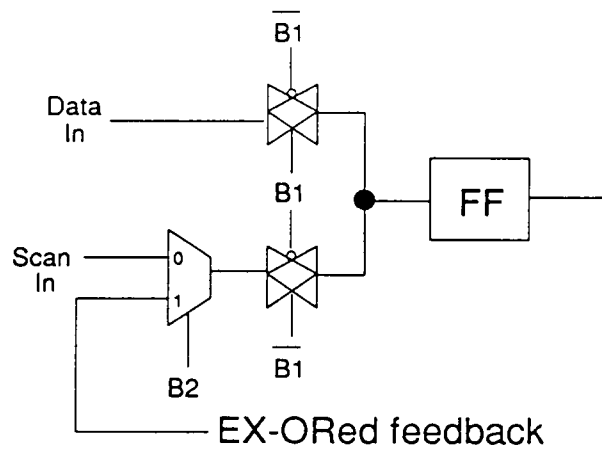 B1
Data
In
B1
FF
Scan
In
0
1
B1
B2
EX-ORed feedback